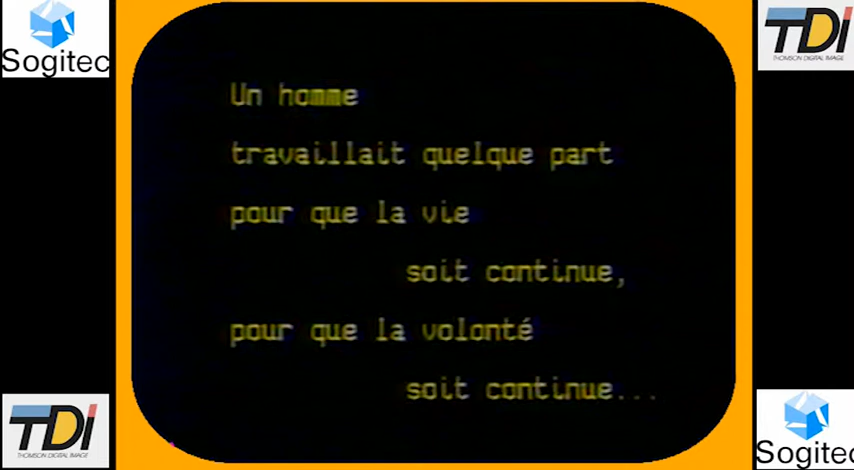 Sogitec
TDI
THOMSON DIGITAL IMAGE
Un homme
travaillait quelque part
pour que la vie
soit continue,
pour que la volonté
soit continue...
TDI
THOMSON DIGITAL IMAGE
Sogitec